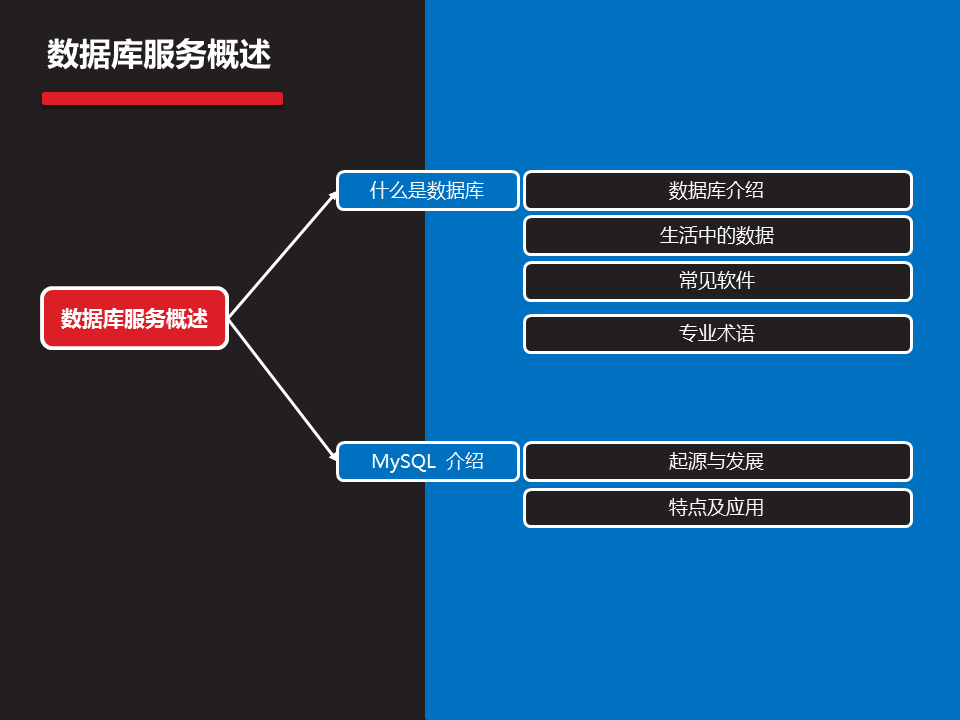 数据库服务概述
什么是数据库
数据库介绍
生活中的数据
常见软件
专业术语
数据库服务概述
MySQL 介绍
起源与发展
特点及应用